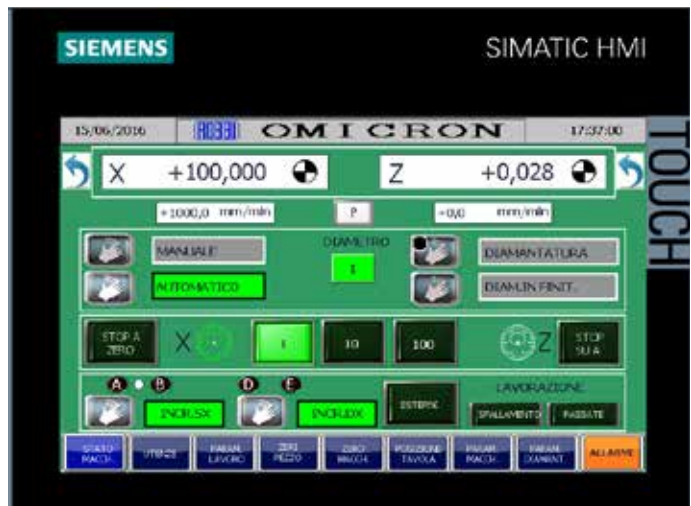 SIEMENS
SIMATIC HMI
TOUCH
15/06/2016 ROBBI OMICRON 17:37:00
X +100,000 Z +0,028
+1000,0 mm/min P +0,0 mm/min
MANUALE DIAMETRO DIAMANTATURA
AUTOMATICO 1 DIAM.IN FINIT.
STOP A ZERO X 1 10 100 Z STOP SU A
A B D E LAVORAZIONE
INCR.SX INCR.DX SPALLAMENTO PASSATE
STATO MACCH. UTENZE PARAM. LAVORO ZERI PEZZO ZERO MACCH. POSIZIONI TAVOLA PARAM. MACCH. PARAM. DIAMANT. ALLARMI